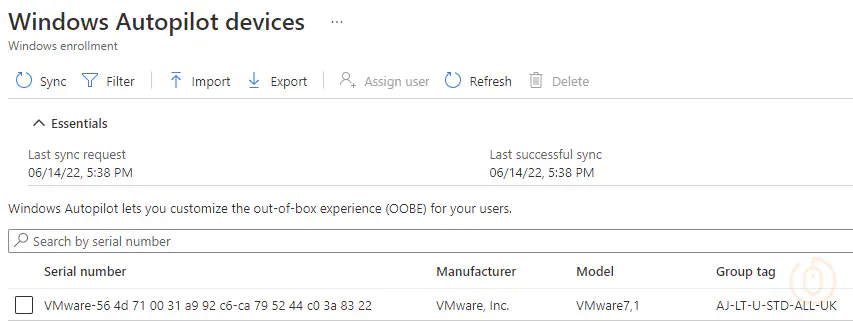 Windows Autopilot devices ...
Windows enrollment
Sync Filter Import Export Assign user Refresh Delete
Essentials
Last sync request Last successful sync
06/14/22, 5:38 PM 06/14/22, 5:38 PM
Windows Autopilot lets you customize the out-of-box experience (OOBE) for your users.
Search by serial number
Serial number Manufacturer Model Group tag
VMware-56 4d 71 00 31 a9 92 c6-ca 79 52 44 c0 3a 83 22 VMware, Inc. VMware7,1 AJ-LT-U-STD-ALL-UK